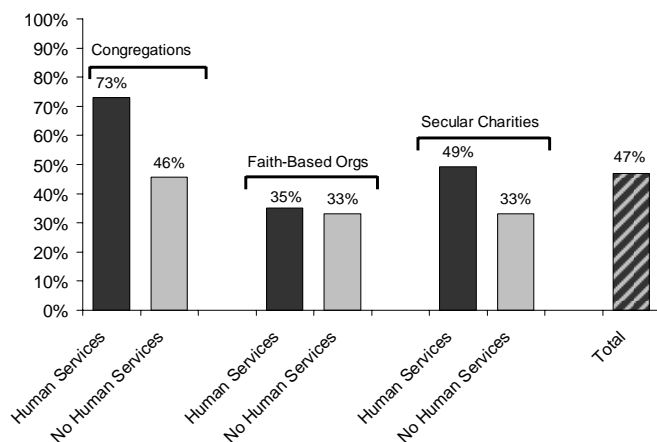 100%
90%
80%
70%
60%
50%
40%
30%
20%
10%
0%
Congregations
73%
46%
Faith-Based Orgs
35%
33%
Secular Charities
49%
33%
47%
Human Services
No Human Services
Human Services
No Human Services
Human Services
No Human Services
Total